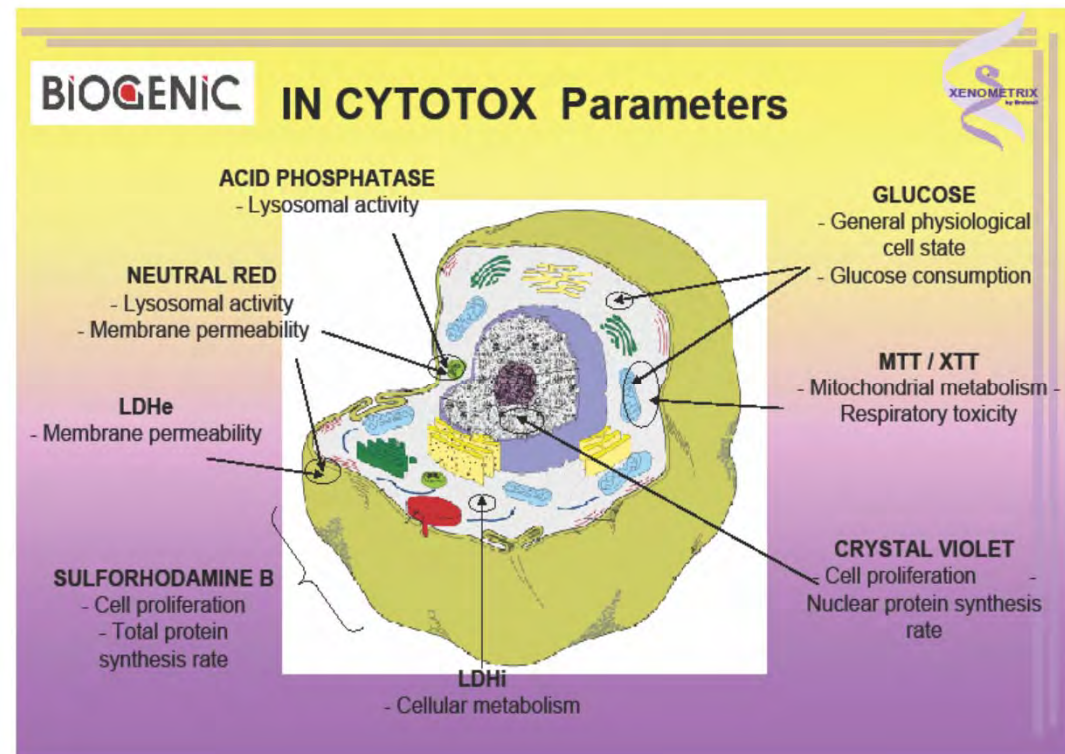 BiOGENiC
IN CYTOTOX Parameters
XENOMETRIX
ACID PHOSPHATASE
- Lysosomal activity
NEUTRAL RED
- Lysosomal activity
- Membrane permeability
LDHe
- Membrane permeability
SULFORHODAMINE B
- Cell proliferation
- Total protein
synthesis rate
LDHi
- Cellular metabolism
GLUCOSE
- General physiological
cell state
- Glucose consumption
MTT / XTT
- Mitochondrial metabolism -
Respiratory toxicity
CRYSTAL VIOLET
- Cell proliferation -
Nuclear protein synthesis
rate